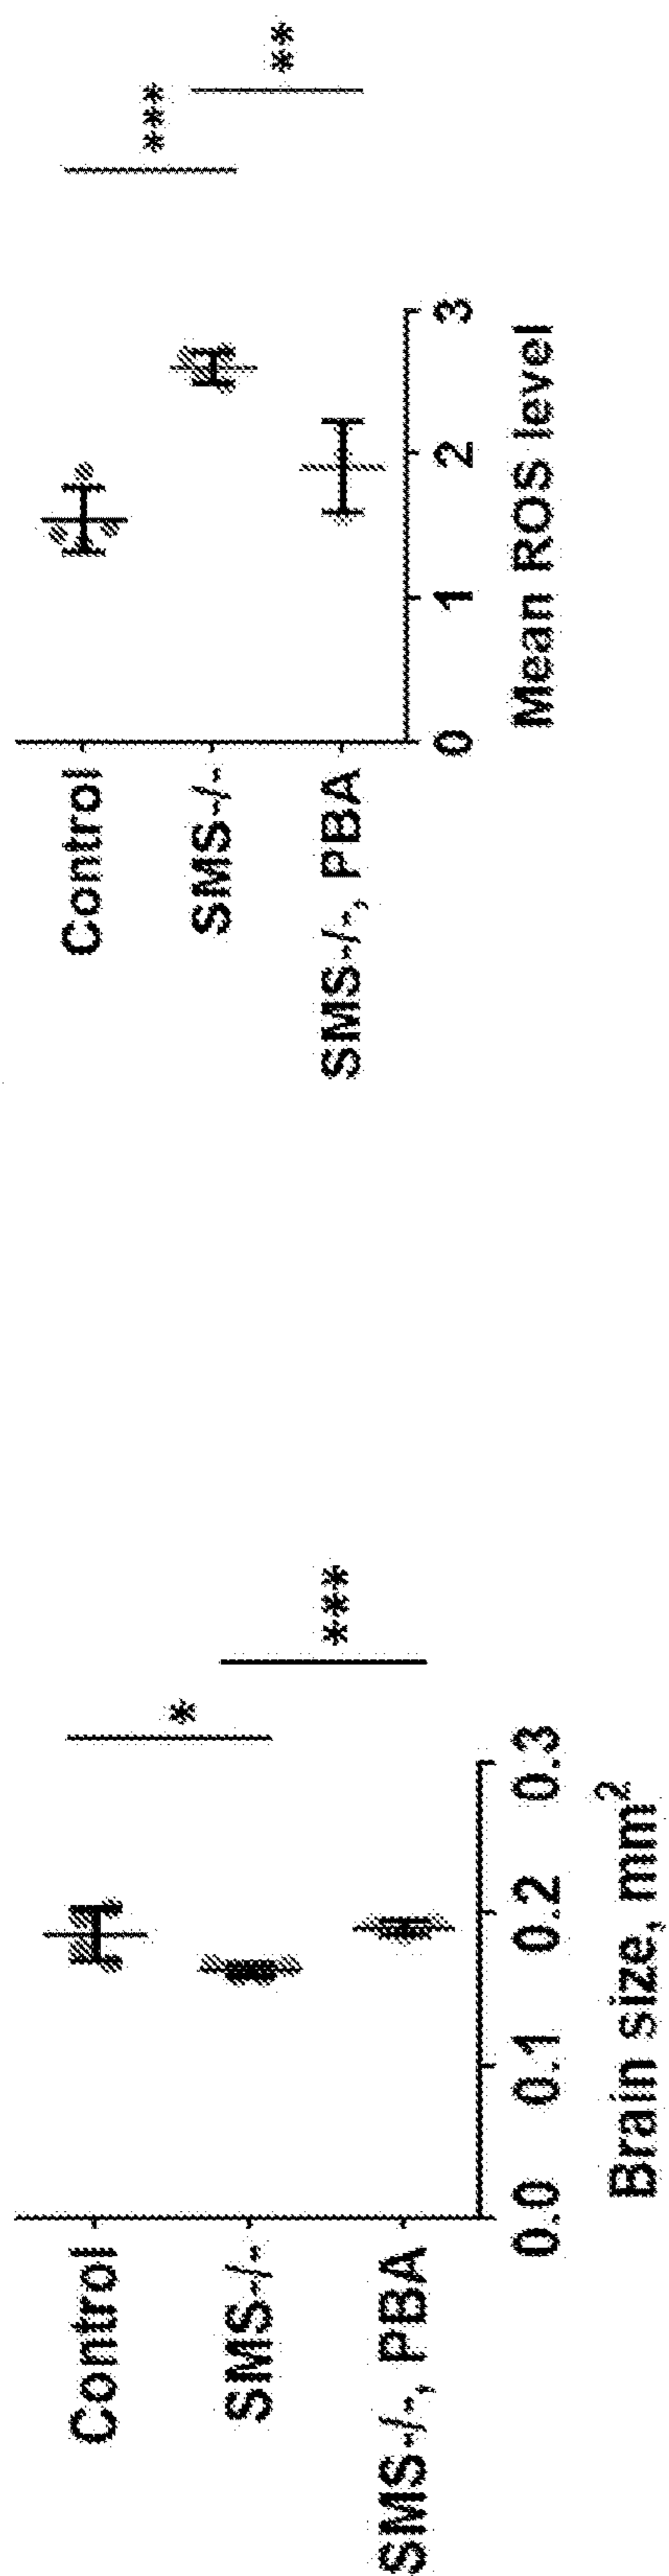 Control
SMS-/-
SMS-/-, PBA
0.0 0.1 0.2 0.3
Brain size, mm2
*
***
Control
SMS-/-
SMS-/-, PBA
0 1 2 3
Mean ROS level
***
**